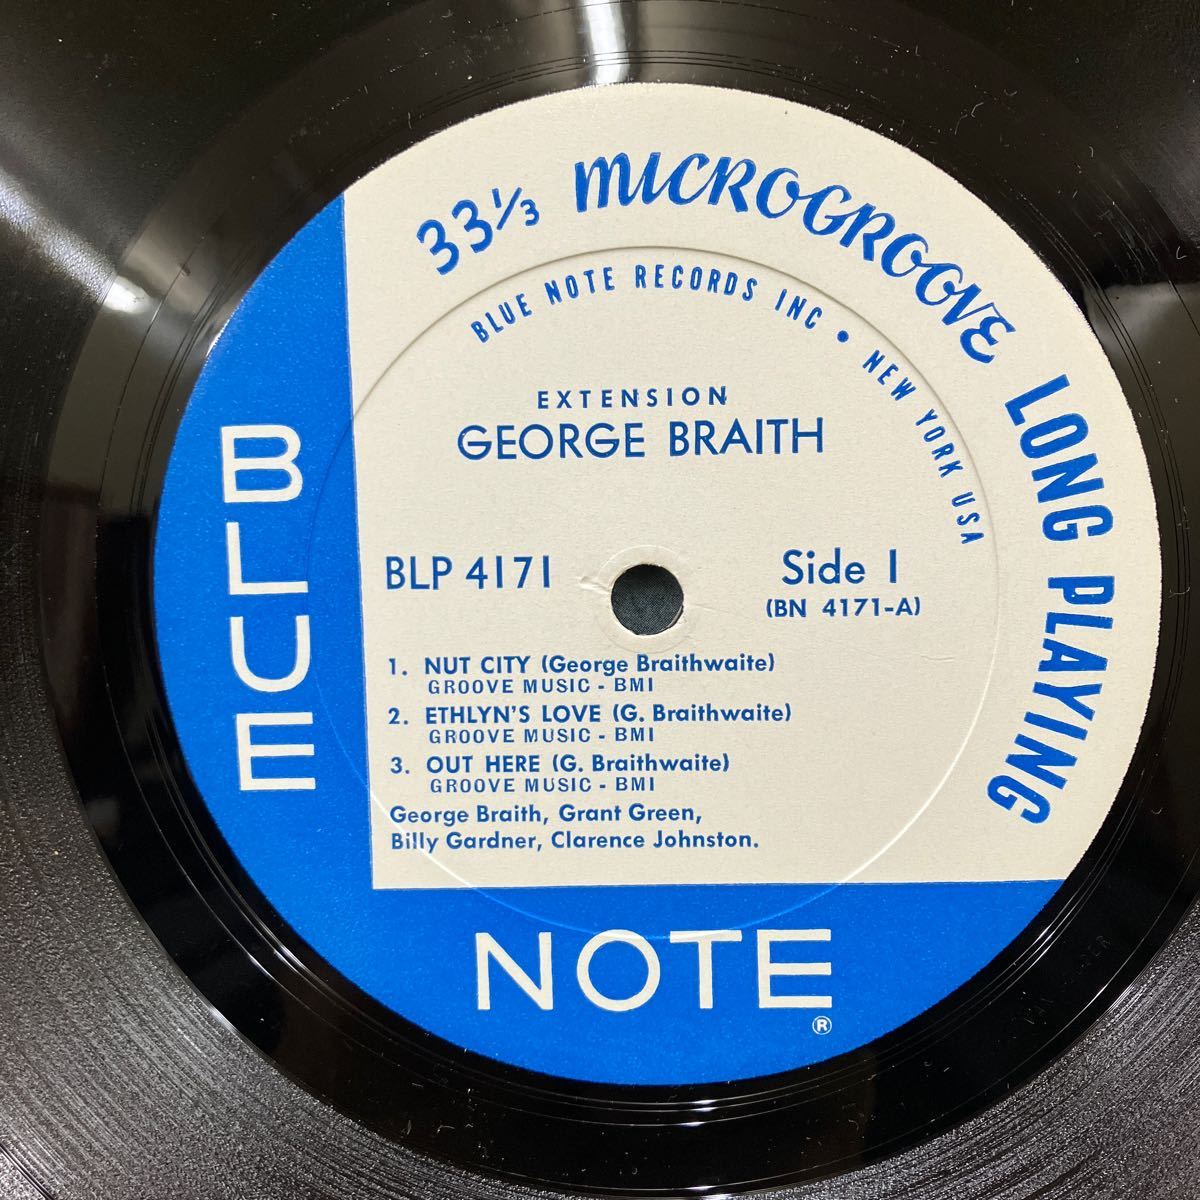 33⅓ MICROGROOVE LONG PLAYING
BLUE NOTE RECORDS INC • NEW YORK USA
EXTENSION
GEORGE BRAITH
BLP 4171
Side 1
(BN 4171-A)
1. NUT CITY (George Braithwaite)
GROOVE MUSIC - BMI
2. ETHLYN'S LOVE (G. Braithwaite)
GROOVE MUSIC - BMI
3. OUT HERE (G. Braithwaite)
GROOVE MUSIC - BMI
George Braith, Grant Green,
Billy Gardner, Clarence Johnston.
BLUE
NOTE
®